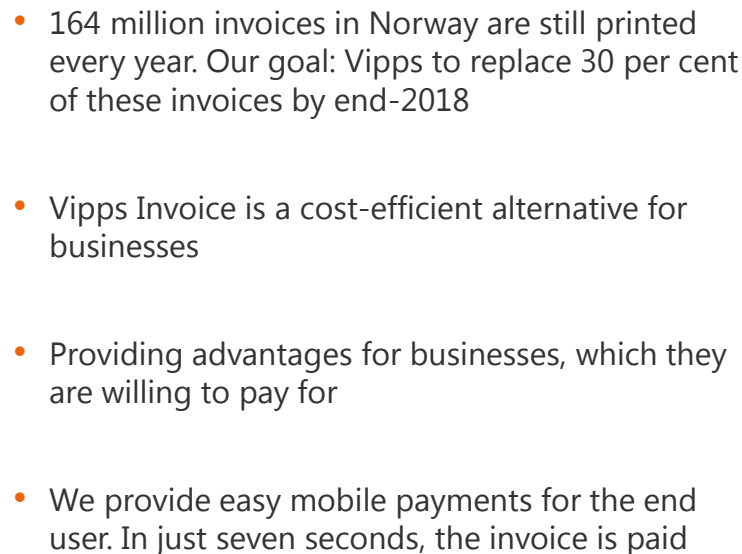 • 164 million invoices in Norway are still printed
every year. Our goal: Vipps to replace 30 per cent
of these invoices by end-2018
• Vipps Invoice is a cost-efficient alternative for
businesses
• Providing advantages for businesses, which they
are willing to pay for
• We provide easy mobile payments for the end
user. In just seven seconds, the invoice is paid